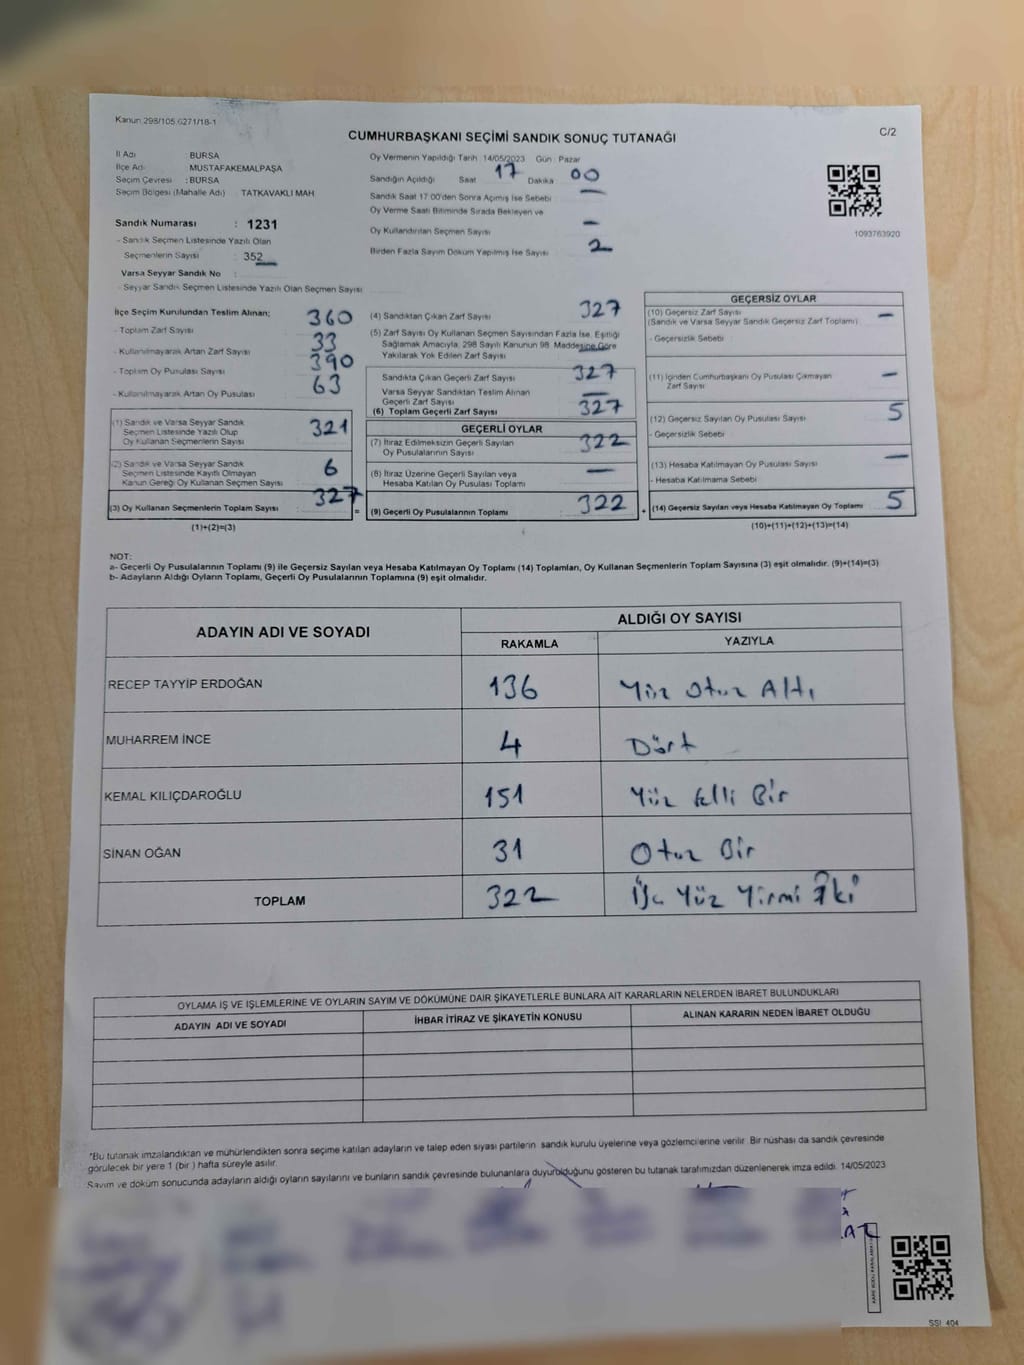 Kanun 298/105 6271/18-1
CUMHURBAŞKANI SEÇİMİ SANDIK SONUÇ TUTANAĞI
C/2
İl Adı BURSA
İlçe Adı MUSTAFAKEMALPAŞA
Seçim Çevresi : BURSA
Seçim Bölgesi (Mahalle Adı) TATKAVAKLI MAH
Oy Vermenin Yapıldığı Tarih 14/05/2023 Gün : Pazar
Sandığın Açıldığı Saat 17 Dakika 00
Sandık Saat 17:00'den Sonra Açılmış İse Sebebi —
Oy Verme Saati Bitiminde Sırada Bekleyen ve
Oy Kullandırılan Seçmen Sayısı —
Birden Fazla Sayım Döküm Yapılmış İse Sayısı 2
1093763920
Sandık Numarası : 1231
- Sandık Seçmen Listesinde Yazılı Olan
Seçmenlerin Sayısı : 352
Varsa Seyyar Sandık No :
- Seyyar Sandık Seçmen Listesinde Yazılı Olan Seçmen Sayısı
İlçe Seçim Kurulundan Teslim Alınan;
- Toplam Zarf Sayısı 360
- Kullanılmayarak Artan Zarf Sayısı 33
- Toplam Oy Pusulası Sayısı 390
- Kullanılmayarak Artan Oy Pusulası 63
(1) Sandık ve Varsa Seyyar Sandık
Seçmen Listesinde Yazılı Olup
Oy Kullanan Seçmenlerin Sayısı 321
(2) Sandık ve Varsa Seyyar Sandık
Seçmen Listesinde Kayıtlı Olmayan
Kanun Gereği Oy Kullanan Seçmen Sayısı 6
(3) Oy Kullanan Seçmenlerin Toplam Sayısı 327
(1)+(2)=(3)
(4) Sandıktan Çıkan Zarf Sayısı 327
(5) Zarf Sayısı Oy Kullanan Seçmen Sayısından Fazla İse, Eşitliği
Sağlamak Amacıyla; 298 Sayılı Kanunun 98. Maddesine Göre
Yakılarak Yok Edilen Zarf Sayısı —
Sandıkta Çıkan Geçerli Zarf Sayısı 327
Varsa Seyyar Sandıktan Teslim Alınan
Geçerli Zarf Sayısı —
(6) Toplam Geçerli Zarf Sayısı 327
GEÇERLİ OYLAR
(7) İtiraz Edilmeksizin Geçerli Sayılan
Oy Pusulalarının Sayısı 322
(8) İtiraz Üzerine Geçerli Sayılan veya
Hesaba Katılan Oy Pusulası Toplamı —
= (9) Geçerli Oy Pusulalarının Toplamı 322
GEÇERSİZ OYLAR
(10) Geçersiz Zarf Sayısı —
(Sandık ve Varsa Seyyar Sandık Geçersiz Zarf Toplamı)
- Geçersizlik Sebebi :
(11) İçinden Cumhurbaşkanı Oy Pusulası Çıkmayan
Zarf Sayısı —
(12) Geçersiz Sayılan Oy Pusulası Sayısı 5
- Geçersizlik Sebebi :
(13) Hesaba Katılmayan Oy Pusulası Sayısı —
- Hesaba Katılmama Sebebi :
+ (14) Geçersiz Sayılan veya Hesaba Katılmayan Oy Toplamı 5
(10)+(11)+(12)+(13)=(14)
NOT:
a- Geçerli Oy Pusulalarının Toplamı (9) ile Geçersiz Sayılan veya Hesaba Katılmayan Oy Toplamı (14) Toplamları, Oy Kullanan Seçmenlerin Toplam Sayısına (3) eşit olmalıdır. (9)+(14)=(3)
b- Adayların Aldığı Oyların Toplamı, Geçerli Oy Pusulalarının Toplamına (9) eşit olmalıdır.
ADAYIN ADI VE SOYADI
ALDIĞI OY SAYISI
RAKAMLA YAZIYLA
RECEP TAYYİP ERDOĞAN 136 Yüz Otuz Altı
MUHARREM İNCE 4 Dört
KEMAL KILIÇDAROĞLU 151 Yüz Elli Bir
SİNAN OĞAN 31 Otuz Bir
TOPLAM 322 Üç Yüz Yirmi İki
OYLAMA İŞ VE İŞLEMLERİNE VE OYLARIN SAYIM VE DÖKÜMÜNE DAİR ŞİKAYETLERLE BUNLARA AİT KARARLARIN NELERDEN İBARET BULUNDUKLARI
ADAYIN ADI VE SOYADI İHBAR İTİRAZ VE ŞİKAYETİN KONUSU ALINAN KARARIN NEDEN İBARET OLDUĞU
*Bu tutanak imzalandıktan ve mühürlendikten sonra seçime katılan adayların ve talep eden siyasi partilerin sandık kurulu üyelerine veya gözlemcilerine verilir. Bir nüshası da sandık çevresinde
görülecek bir yere 1 (bir) hafta süreyle asılır.
Sayım ve döküm sonucunda adayların aldığı oyların sayılarını ve bunların sandık çevresinde bulunanlara duyurulduğunu gösteren bu tutanak tarafımızdan düzenlenerek imza edildi. 14/05/2023
SSİ 404